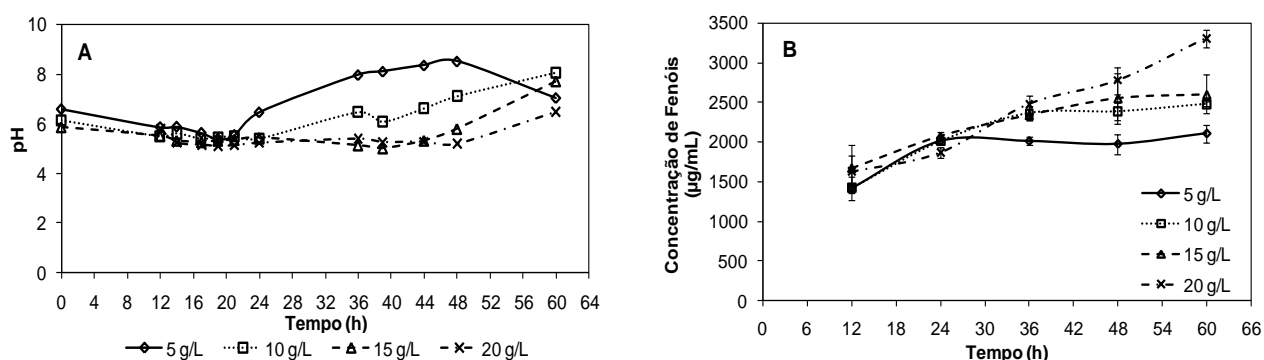 A
pH
10
8
6
4
2
0
0 4 8 12 16 20 24 28 32 36 40 44 48 52 56 60 64
Tempo (h)
5 g/L 10 g/L 15 g/L 20 g/L
B
Concentração de Fenóis
(µg/mL)
3500
3000
2500
2000
1500
1000
500
0
0 6 12 18 24 30 36 42 48 54 60 66
Tempo (h)
5 g/L
10 g/L
15 g/L
20 g/L